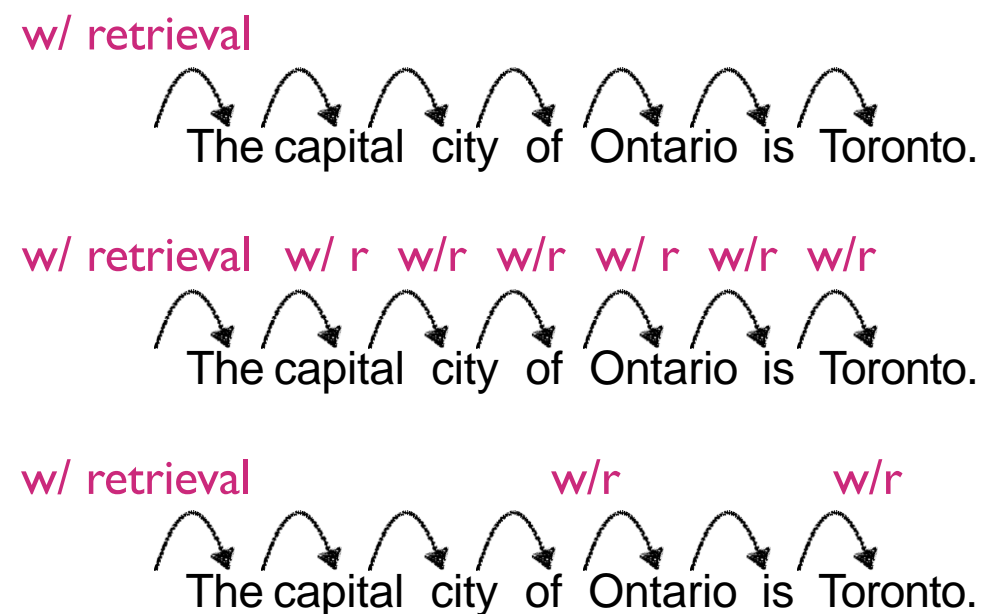 w/ retrieval
The capital city of Ontario is Toronto.
w/ retrieval w/ r w/r w/r w/ r w/r w/r
The capital city of Ontario is Toronto.
w/ retrieval w/r w/r
The capital city of Ontario is Toronto.